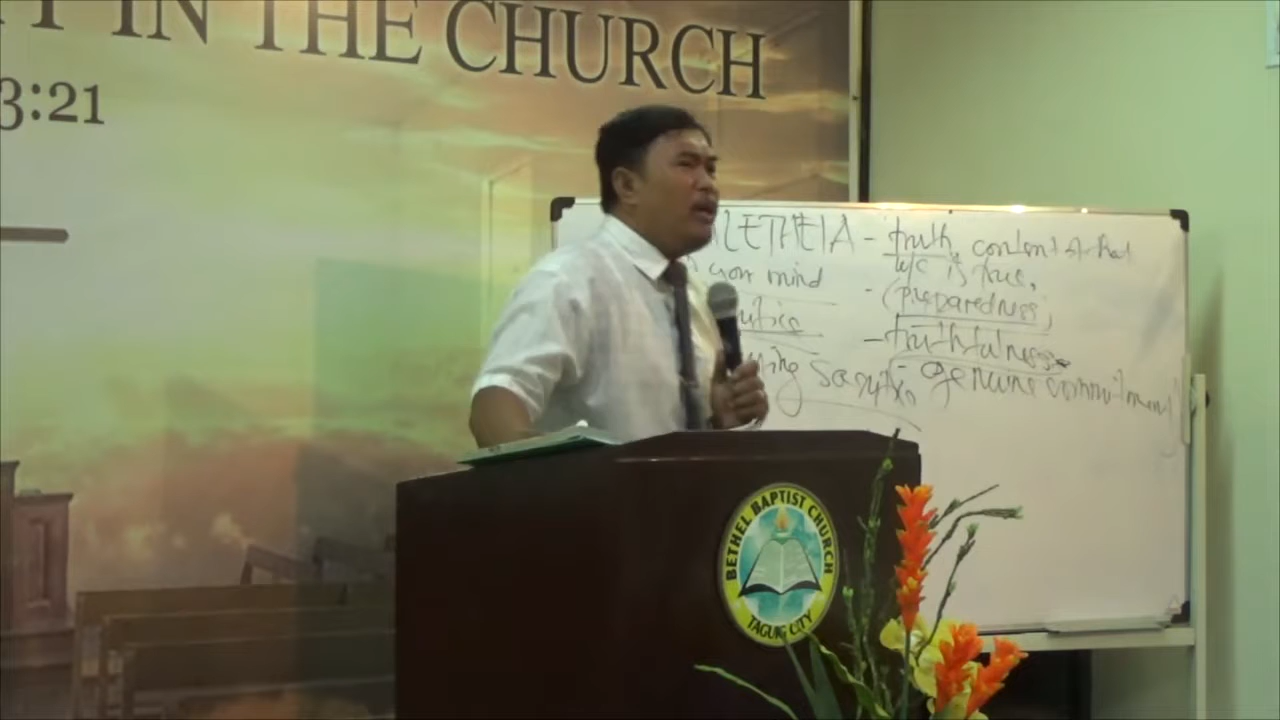 IN THE CHURCH
3:21
LETHEIA - truth, content of that
w/c is true,
your mind
- (preparedness;
- truthfulness
genuine commitment
BETHEL BAPTIST CHURCH
TAGUIG CITY